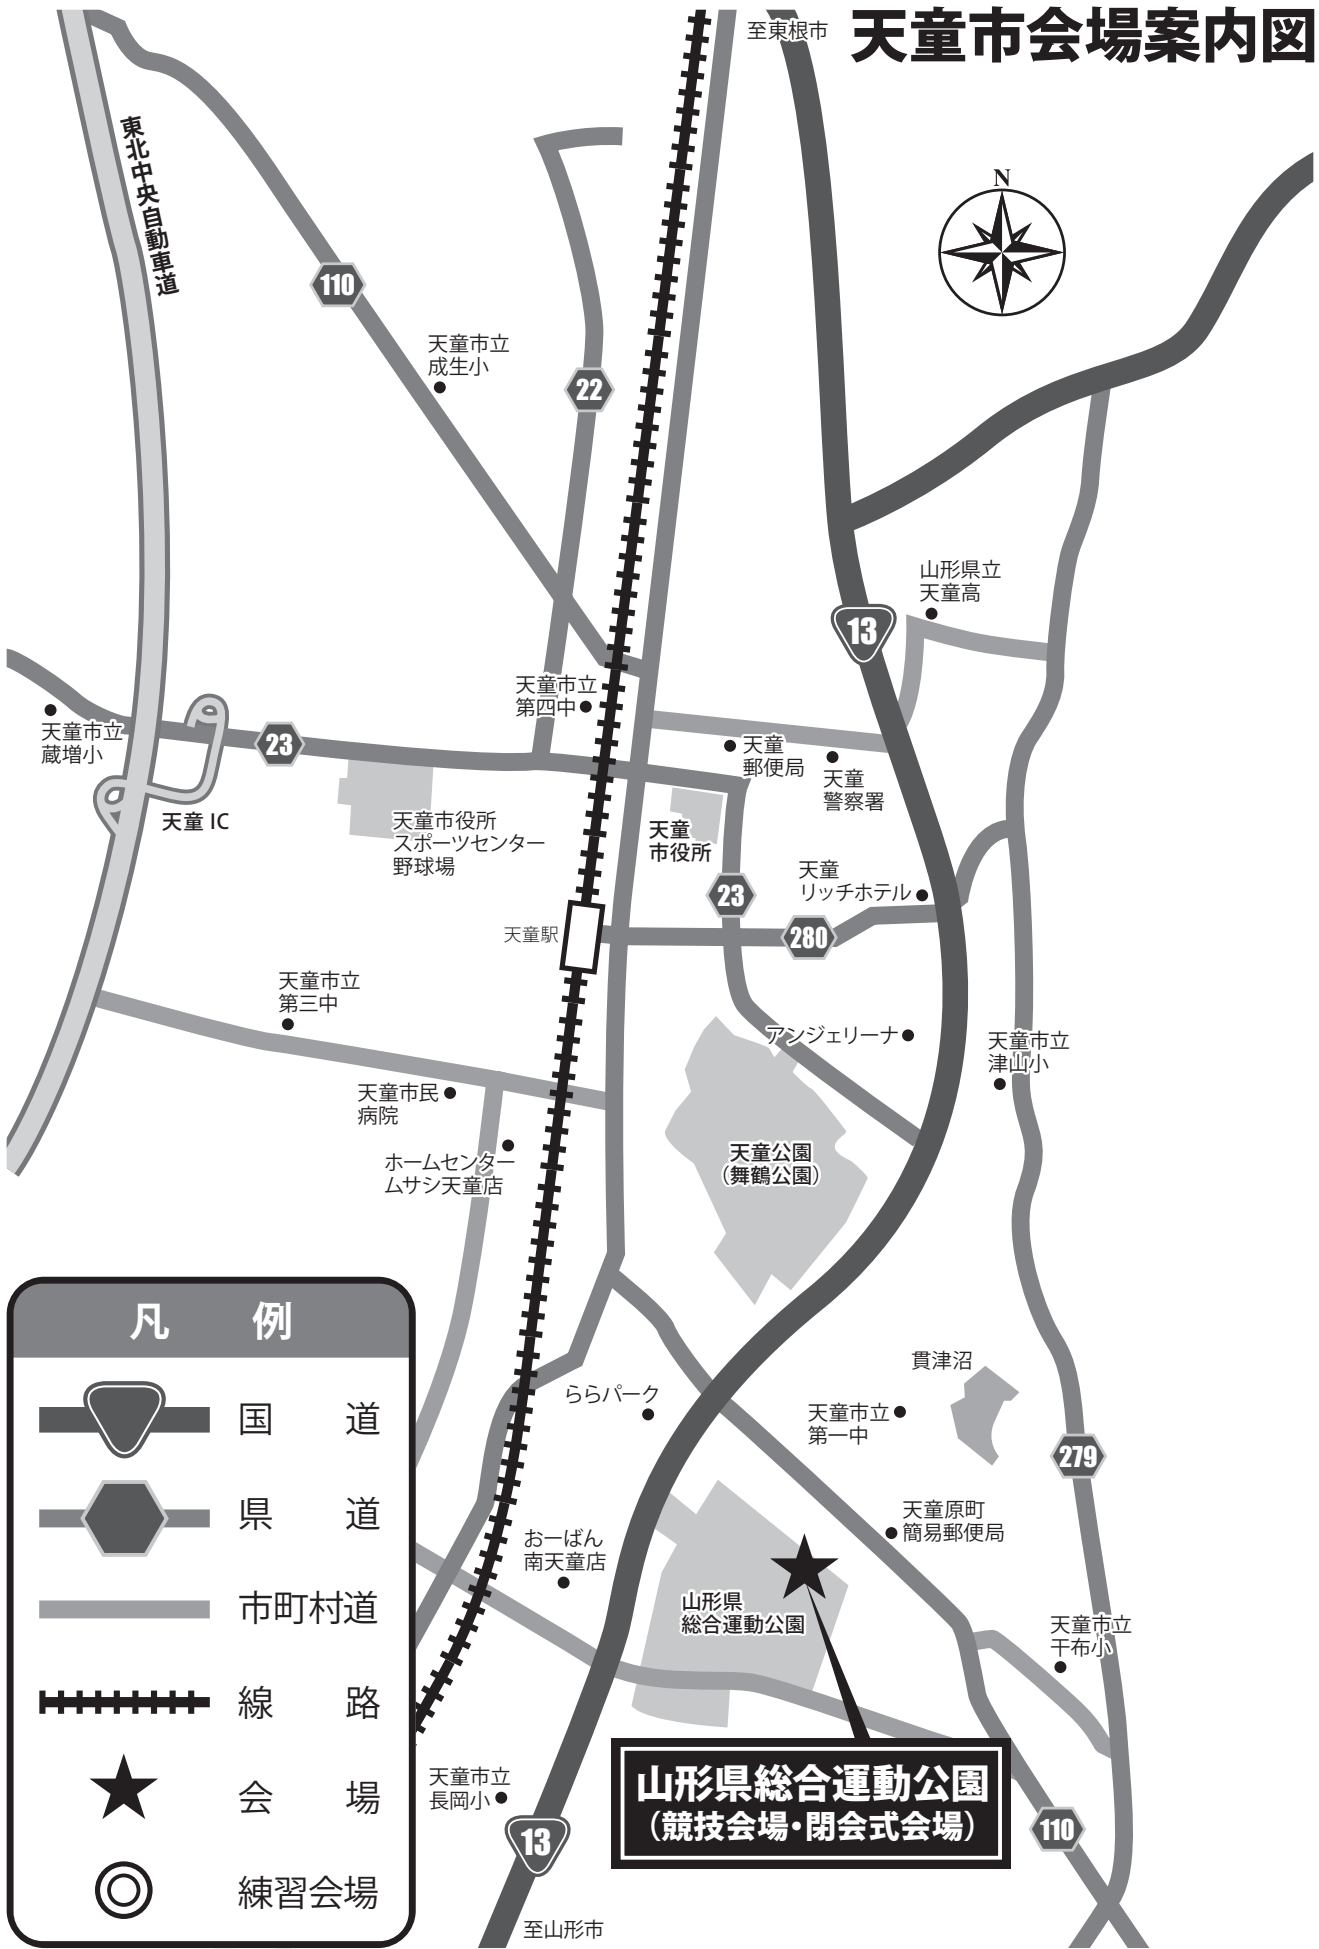 天童市会場案内図
至東根市
N
東北中央自動車道
110
天童市立
成生小
22
山形県立
天童高
13
天童市立
第四中
天童市立
蔵増小
23
天童
郵便局
天童
警察署
天童 IC
天童市役所
スポーツセンター
野球場
天童
市役所
天童
リッチホテル
23
280
天童駅
天童市立
第三中
アンジェリーナ
天童市立
津山小
天童市民
病院
天童公園
（舞鶴公園）
ホームセンター
ムサシ天童店
貫津沼
ららパーク
天童市立
第一中
279
天童原町
簡易郵便局
おーばん
南天童店
山形県
総合運動公園
天童市立
干布小
山形県総合運動公園
（競技会場・閉会式会場）
天童市立
長岡小
13
110
至山形市
凡　例
国　道
県　道
市町村道
線　路
会　場
練習会場